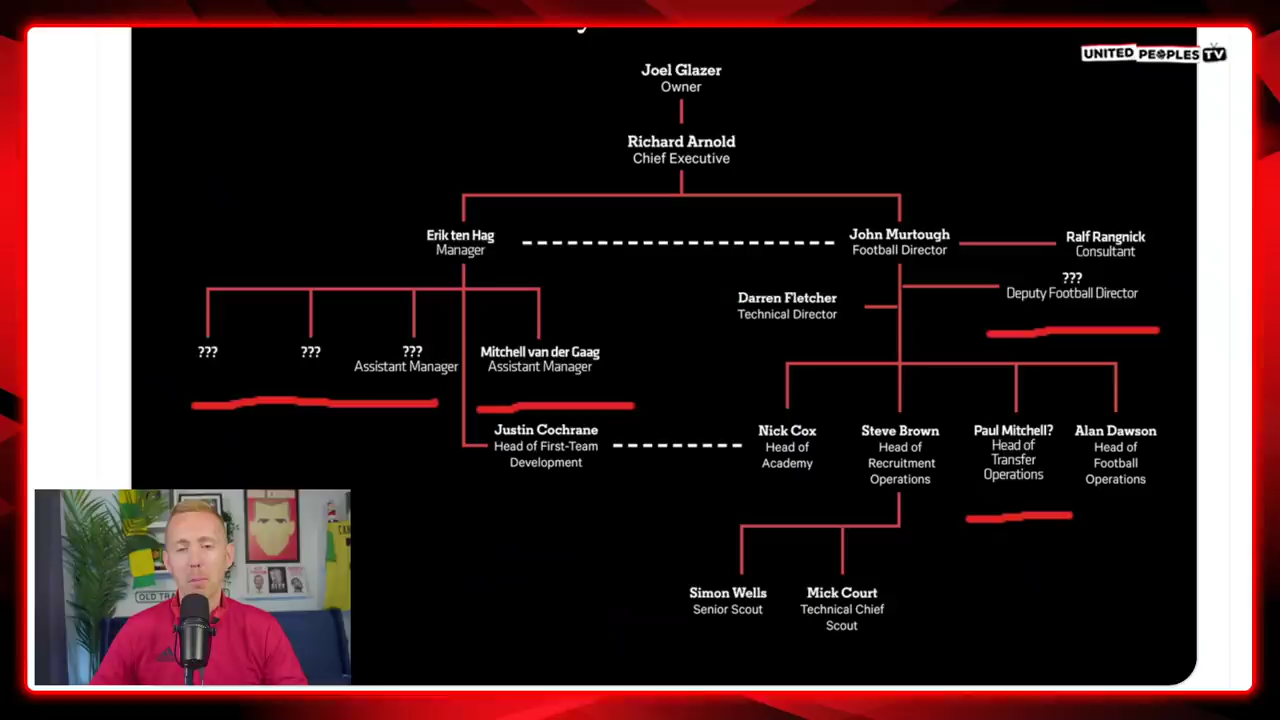 UNITED PEOPLES TV
Joel Glazer
Owner
Richard Arnold
Chief Executive
Erik ten Hag
Manager
John Murtough
Football Director
Ralf Rangnick
Consultant
???
Deputy Football Director
Darren Fletcher
Technical Director
???
???
???
Assistant Manager
Mitchell van der Gaag
Assistant Manager
Justin Cochrane
Head of First-Team
Development
Nick Cox
Head of
Academy
Steve Brown
Head of
Recruitment
Operations
Paul Mitchell?
Head of
Transfer
Operations
Alan Dawson
Head of
Football
Operations
Simon Wells
Senior Scout
Mick Court
Technical Chief
Scout
OLD TRA